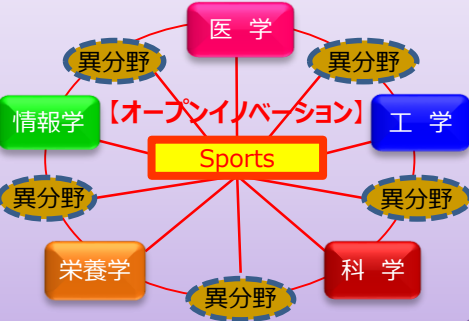 医 学
異分野
異分野
情報学
【オープンイノベーション】
工 学
Sports
異分野
異分野
栄養学
科 学
異分野